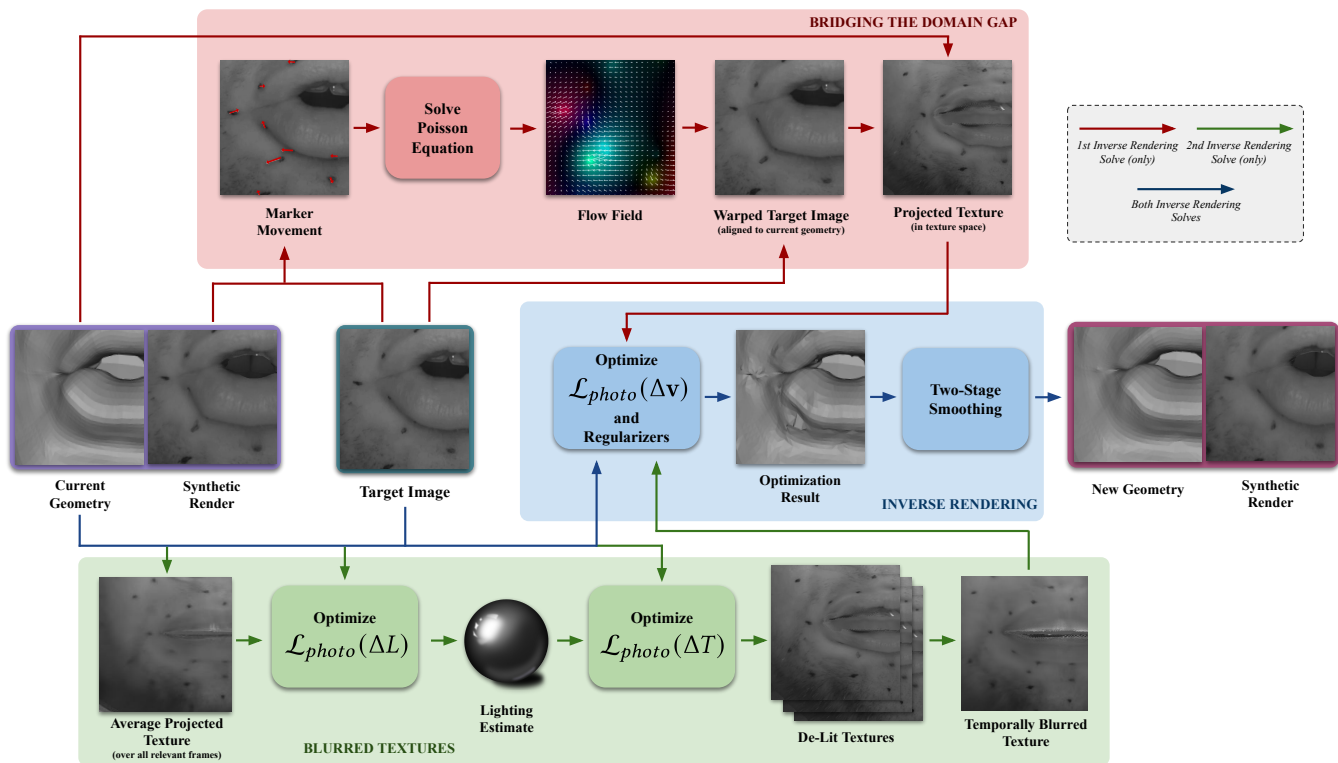 BRIDGING THE DOMAIN GAP
Solve
Poisson
Equation
Marker
Movement
Flow Field
Warped Target Image
(aligned to current geometry)
Projected Texture
(in texture space)
1st Inverse Rendering
Solve (only)
2nd Inverse Rendering
Solve (only)
Both Inverse Rendering
Solves
Current
Geometry
Synthetic
Render
Target Image
Optimize
ℒphoto(Δv)
and
Regularizers
Optimization
Result
Two-Stage
Smoothing
INVERSE RENDERING
New Geometry
Synthetic
Render
Average Projected
Texture
(over all relevant frames)
Optimize
ℒphoto(ΔL)
Lighting
Estimate
Optimize
ℒphoto(ΔT)
De-Lit Textures
Temporally Blurred
Texture
BLURRED TEXTURES